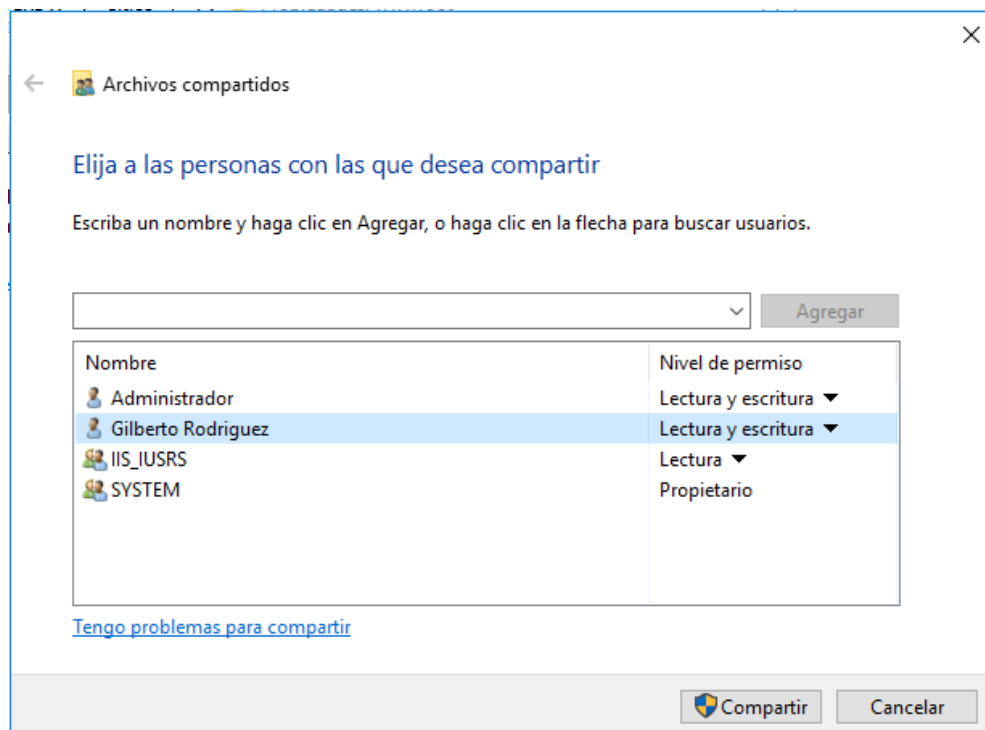 Archivos compartidos
Elija a las personas con las que desea compartir
Escriba un nombre y haga clic en Agregar, o haga clic en la flecha para buscar usuarios.
Agregar
Nombre Nivel de permiso
Administrador Lectura y escritura
Gilberto Rodriguez Lectura y escritura
IIS_IUSRS Lectura
SYSTEM Propietario
Tengo problemas para compartir
Compartir Cancelar